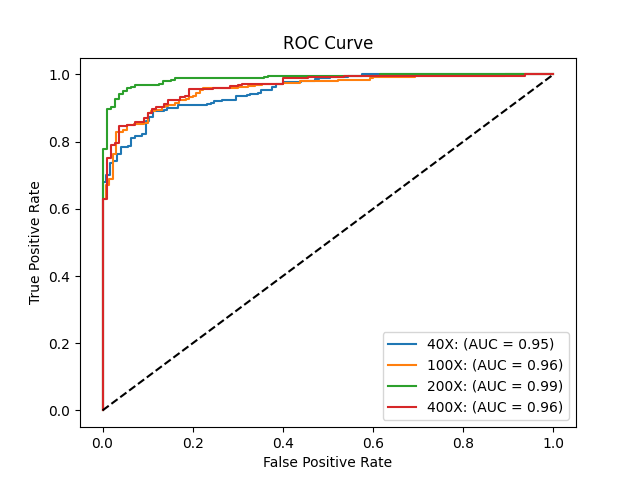 ROC Curve
True Positive Rate
1.0
0.8
0.6
0.4
0.2
0.0
40X: (AUC = 0.95)
100X: (AUC = 0.96)
200X: (AUC = 0.99)
400X: (AUC = 0.96)
0.0 0.2 0.4 0.6 0.8 1.0
False Positive Rate